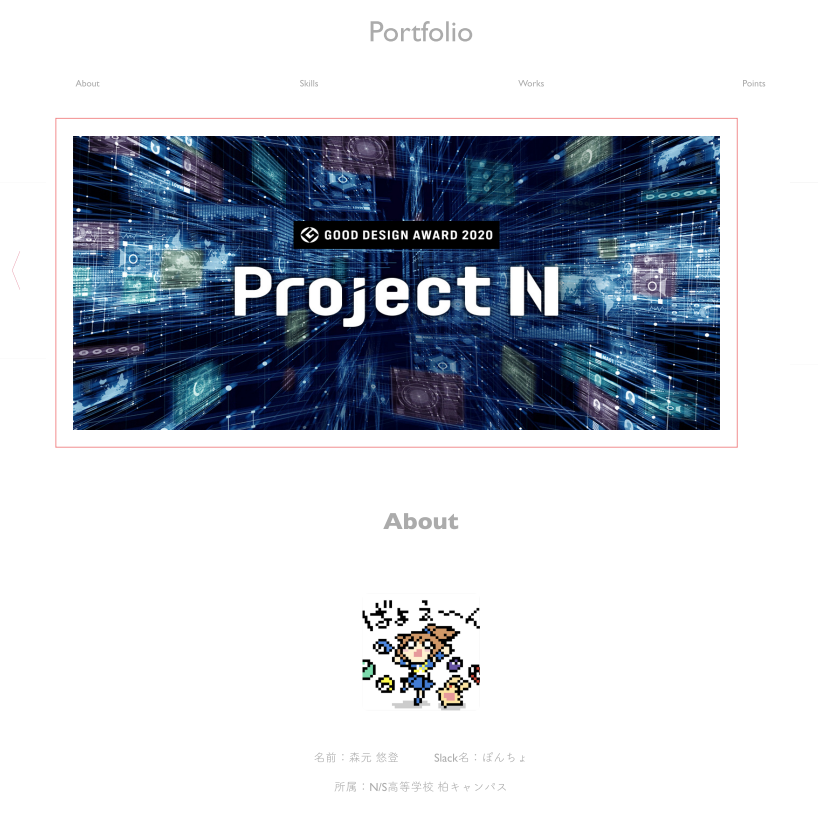 Portfolio
About Skills Works Points
GOOD DESIGN AWARD 2020
Project N
About
ばよえ〜ん
名前：森元 悠登 Slack名：ぽんちょ
所属：N/S高等学校 柏キャンパス